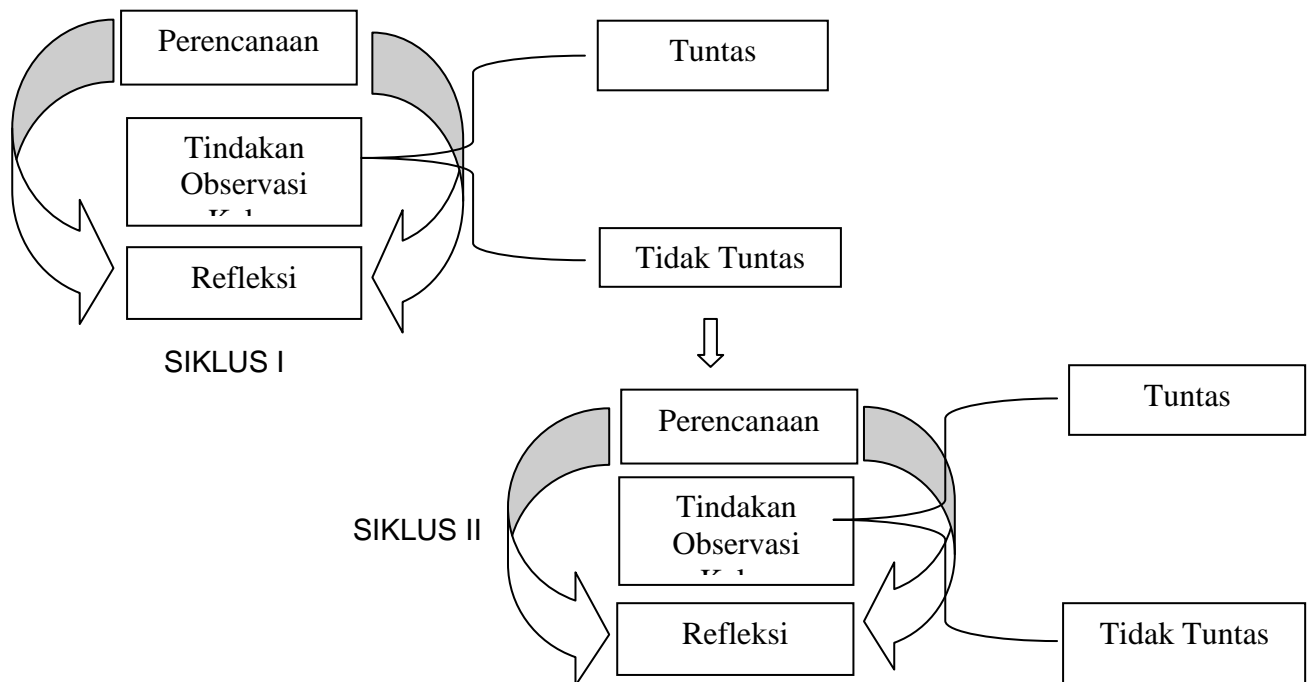 Perencanaan
Tuntas
Tindakan
Observasi
Tidak Tuntas
Refleksi
SIKLUS I
Perencanaan
Tuntas
Tindakan
Observasi
SIKLUS II
Refleksi
Tidak Tuntas